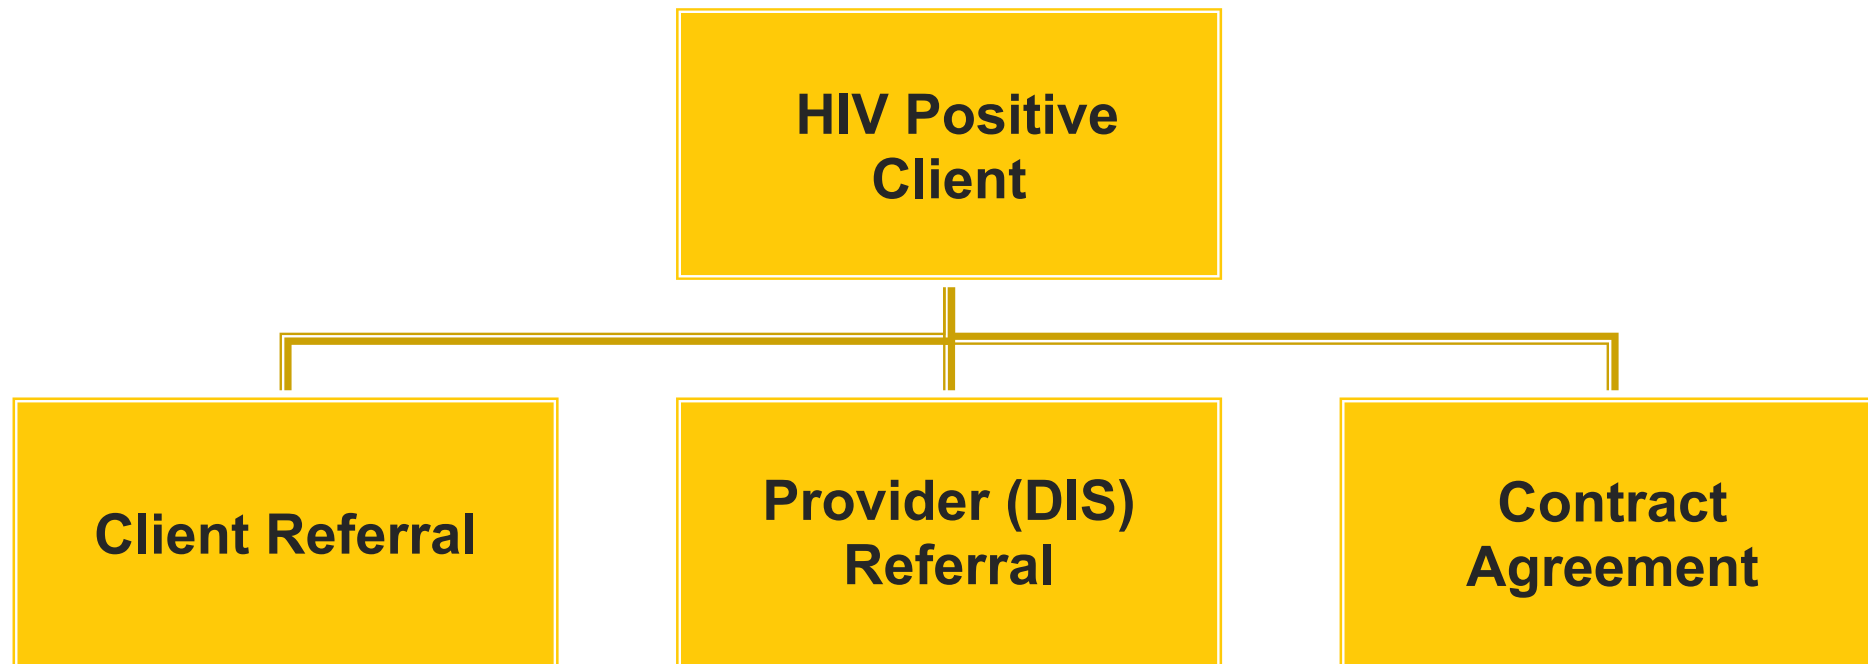 HIV Positive
Client
Client Referral
Provider (DIS)
Referral
Contract
Agreement